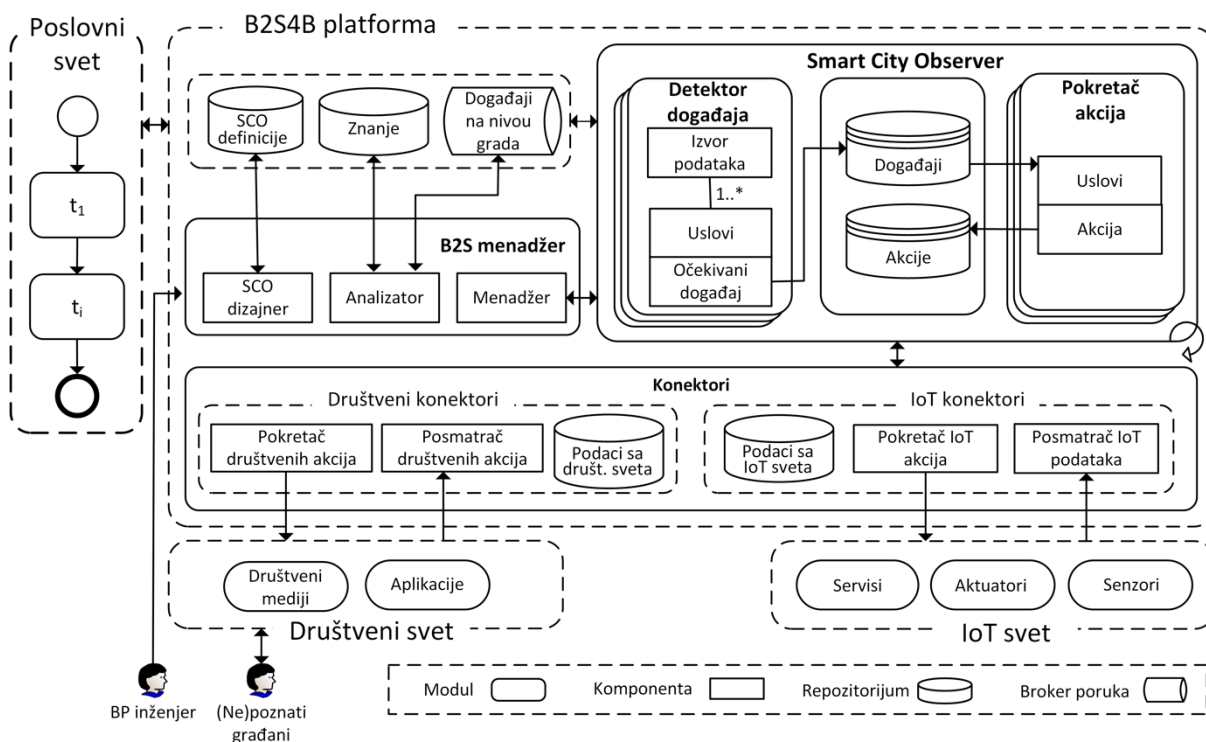 Poslovni
svet
t1
ti
B2S4B platforma
SCO
definicije
Znanje
Događaji
na nivou
grada
B2S menadžer
SCO
dizajner
Analizator
Menadžer
Smart City Observer
Detektor
događaja
Izvor
podataka
1..*
Uslovi
Očekivani
događaj
Događaji
Akcije
Pokretač
akcija
Uslovi
Akcija
Konektori
Društveni konektori
Pokretač
društvenih akcija
Posmatrač
društvenih akcija
Podaci sa
društ. sveta
IoT konektori
Podaci sa
IoT sveta
Pokretač IoT
akcija
Posmatrač IoT
podataka
Društveni
mediji
Aplikacije
Društveni svet
Servisi
Aktuatori
Senzori
IoT svet
BP inženjer
(Ne)poznati
građani
Modul
Komponenta
Repozitorijum
Broker poruka